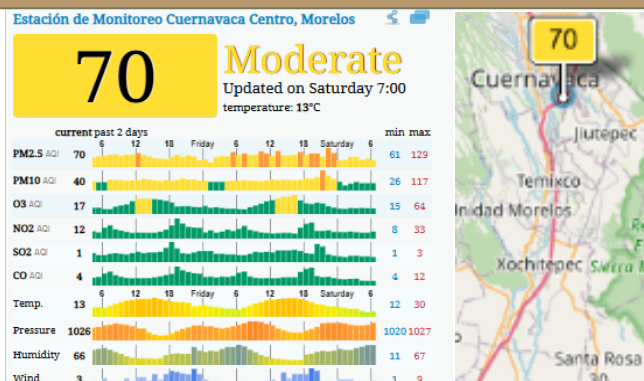 Estación de Monitoreo Cuernavaca Centro, Morelos
70
Moderate
Updated on Saturday 7:00
temperature: 13°C
current past 2 days
min max
6 12 18 Friday 6 12 18 Saturday 6
PM2.5 AQI 70 61 129
PM10 AQI 40 26 117
O3 AQI 17 15 64
NO2 AQI 12 8 33
SO2 AQI 1 1 3
CO AQI 4 4 12
6 12 18 Friday 6 12 18 Saturday 6
Temp. 13 12 30
Pressure 1026 1020 1027
Humidity 66 11 67
Wind 3 1 9
70
Cuernavaca
Jiutepec
Temixco
nidad Morelos
Xochitepec
Sierra
Santa Rosa
30